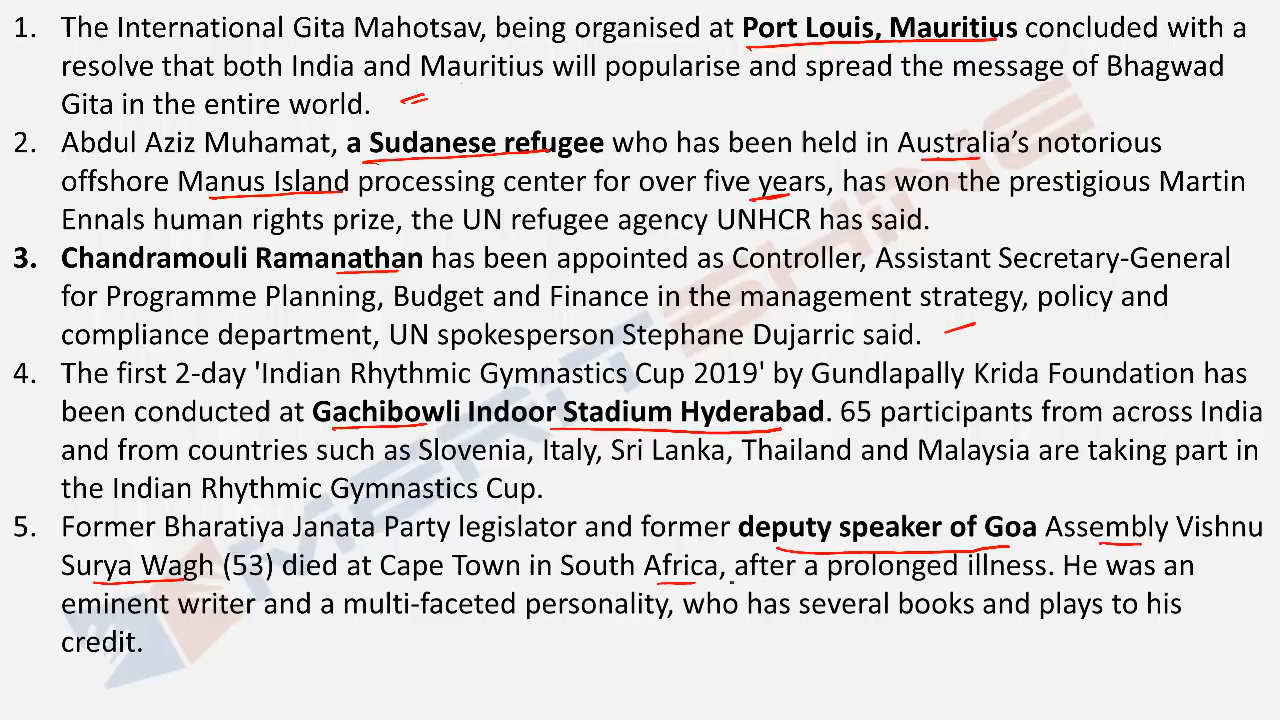 1. The International Gita Mahotsav, being organised at Port Louis, Mauritius concluded with a
resolve that both India and Mauritius will popularise and spread the message of Bhagwad
Gita in the entire world.
2. Abdul Aziz Muhamat, a Sudanese refugee who has been held in Australia’s notorious
offshore Manus Island processing center for over five years, has won the prestigious Martin
Ennals human rights prize, the UN refugee agency UNHCR has said.
3. Chandramouli Ramanathan has been appointed as Controller, Assistant Secretary-General
for Programme Planning, Budget and Finance in the management strategy, policy and
compliance department, UN spokesperson Stephane Dujarric said.
4. The first 2-day 'Indian Rhythmic Gymnastics Cup 2019' by Gundlapally Krida Foundation has
been conducted at Gachibowli Indoor Stadium Hyderabad. 65 participants from across India
and from countries such as Slovenia, Italy, Sri Lanka, Thailand and Malaysia are taking part in
the Indian Rhythmic Gymnastics Cup.
5. Former Bharatiya Janata Party legislator and former deputy speaker of Goa Assembly Vishnu
Surya Wagh (53) died at Cape Town in South Africa, after a prolonged illness. He was an
eminent writer and a multi-faceted personality, who has several books and plays to his
credit.
MERIT SHINE